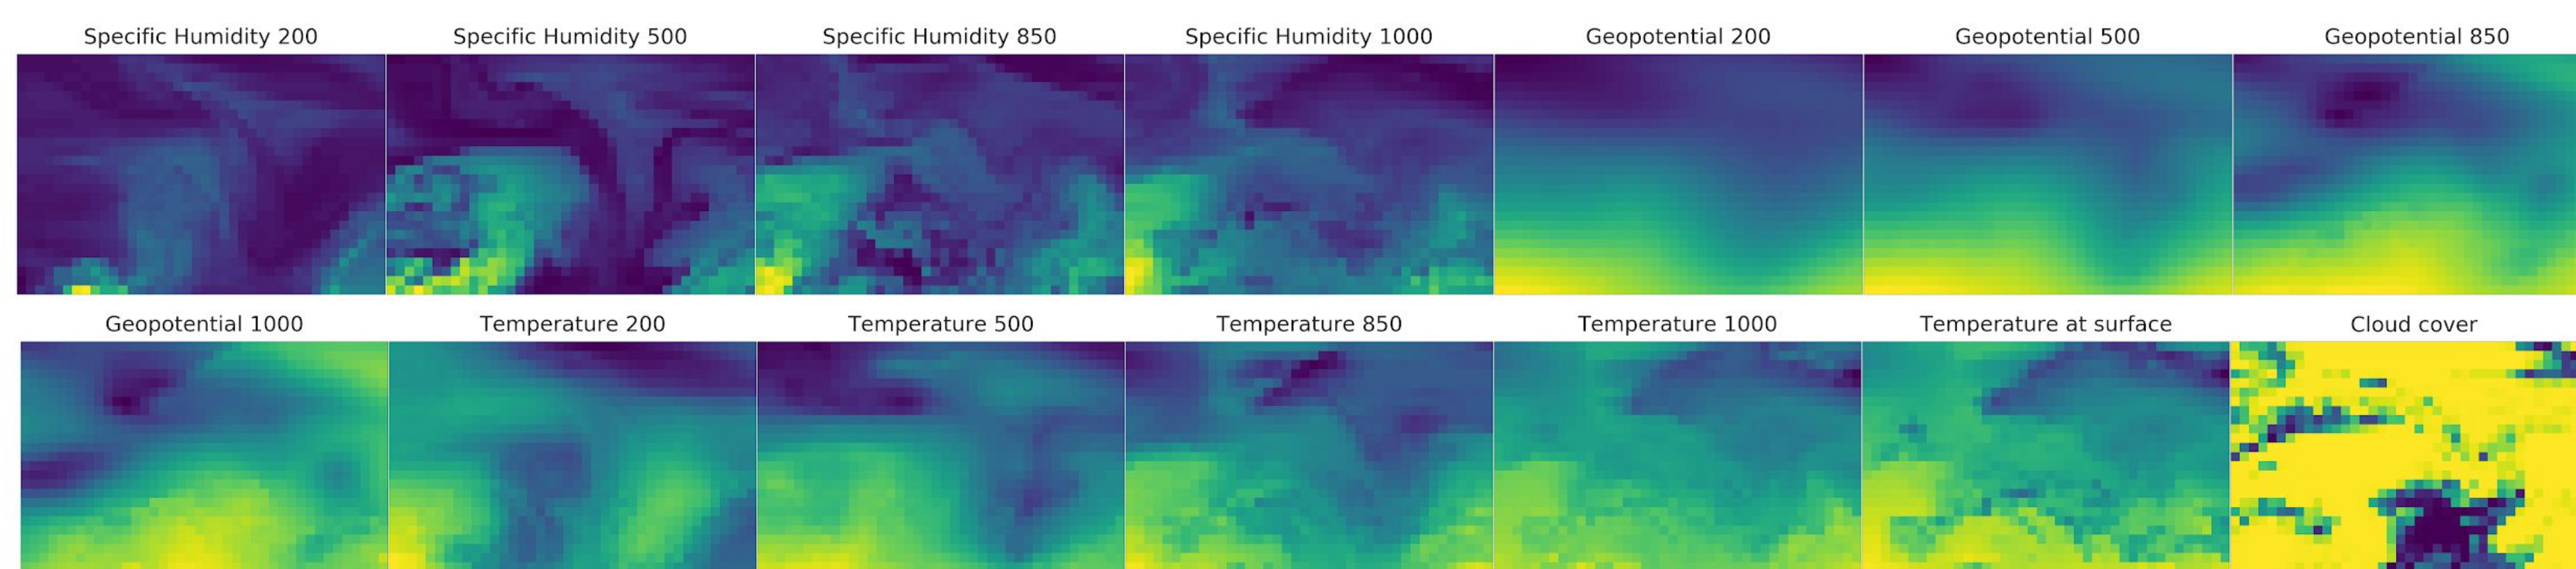 Specific Humidity 200 Specific Humidity 500 Specific Humidity 850 Specific Humidity 1000 Geopotential 200 Geopotential 500 Geopotential 850
Geopotential 1000 Temperature 200 Temperature 500 Temperature 850 Temperature 1000 Temperature at surface Cloud cover